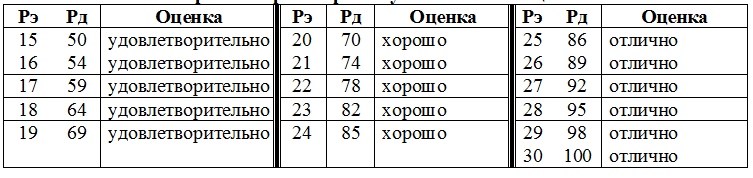 Рэ Рд Оценка Рэ Рд Оценка Рэ Рд Оценка
15 50 удовлетворительно 20 70 хорошо 25 86 отлично
16 54 удовлетворительно 21 74 хорошо 26 89 отлично
17 59 удовлетворительно 22 78 хорошо 27 92 отлично
18 64 удовлетворительно 23 82 хорошо 28 95 отлично
19 69 удовлетворительно 24 85 хорошо 29 98 отлично
30 100 отлично